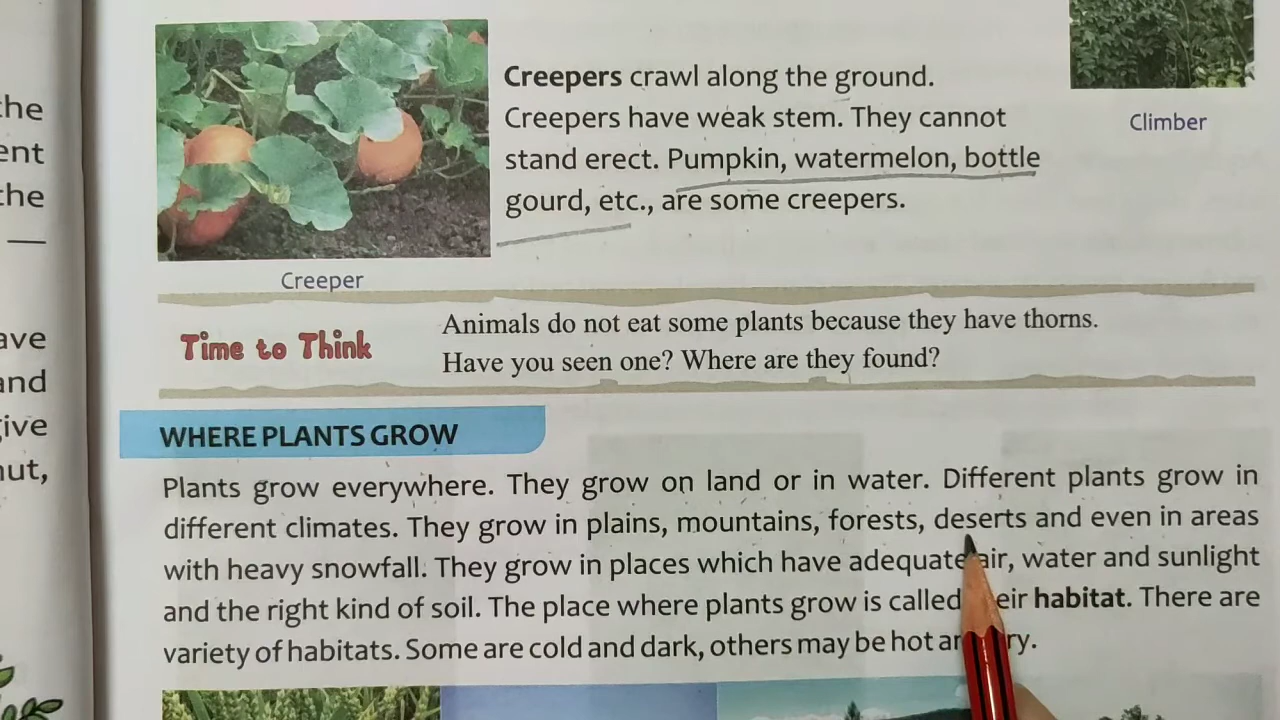 the
ent
the
ave
and
give
nut,
Creepers crawl along the ground.
Creepers have weak stem. They cannot
stand erect. Pumpkin, watermelon, bottle
gourd, etc., are some creepers.
Creeper
Climber
Time to Think
Animals do not eat some plants because they have thorns.
Have you seen one? Where are they found?
WHERE PLANTS GROW
Plants grow everywhere. They grow on land or in water. Different plants grow in
different climates. They grow in plains, mountains, forests, deserts and even in areas
with heavy snowfall. They grow in places which have adequate air, water and sunlight
and the right kind of soil. The place where plants grow is called their habitat. There are
variety of habitats. Some are cold and dark, others may be hot and dry.